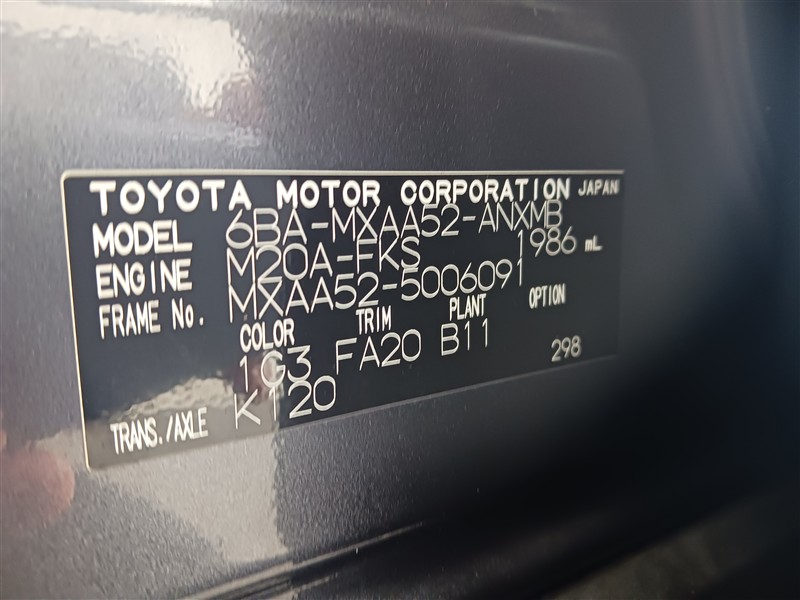 TOYOTA MOTOR CORPORATION JAPAN
MODEL 6BA-MXAA52-ANXMB
ENGINE M20A-FKS 1986 mL
FRAME No. MXAA52-5006091
COLOR TRIM PLANT OPTION
1G3 FA20 B11 298
TRANS./AXLE K120